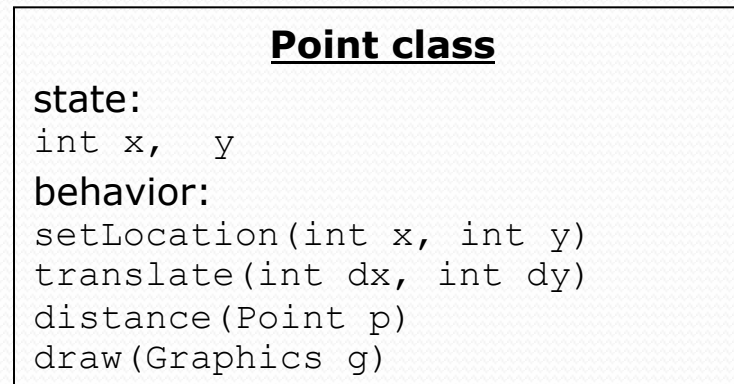 Point class
state:
int x,  y
behavior:
setLocation(int x, int y)
translate(int dx, int dy)
distance(Point p)
draw(Graphics g)